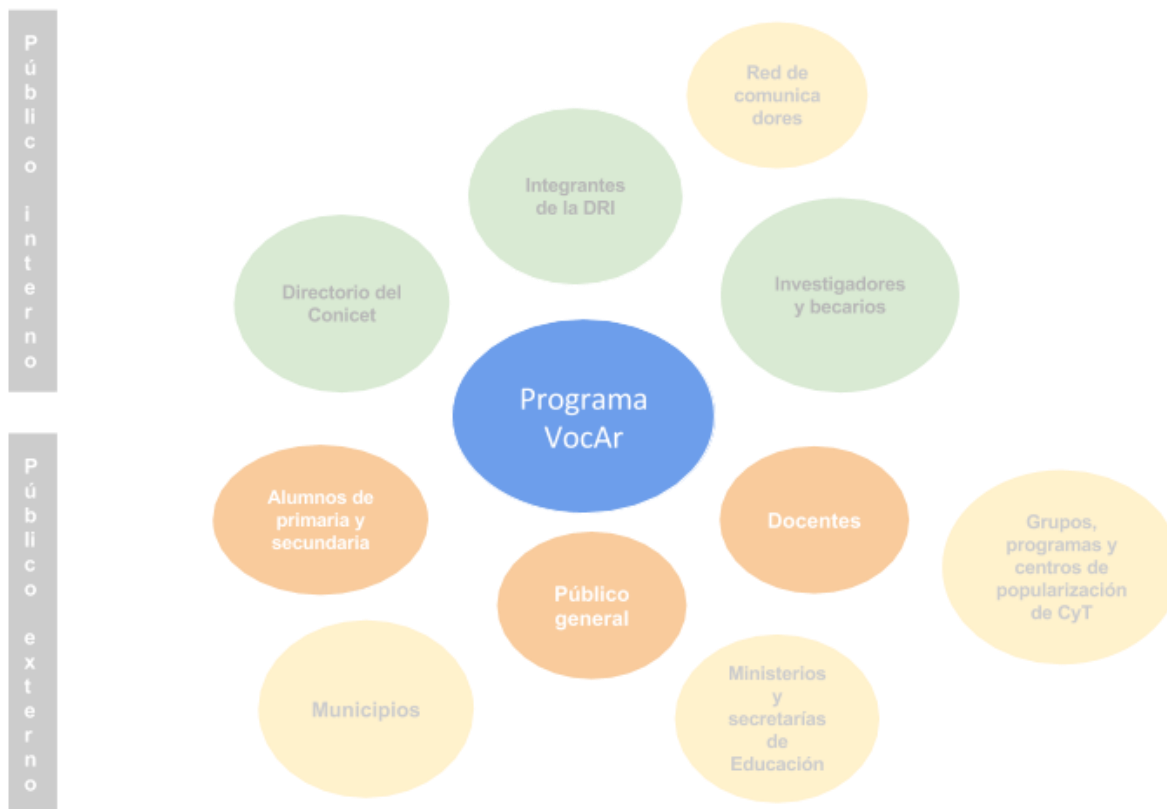 Público interno
Red de
comunica
dores
Integrantes
de la DRI
Directorio del
Conicet
Investigadores
y becarios
Programa
VocAr
Público externo
Alumnos de
primaria y
secundaria
Docentes
Público
general
Grupos,
programas y
centros de
popularización
de CyT
Municipios
Ministerios
y
secretarías
de
Educación